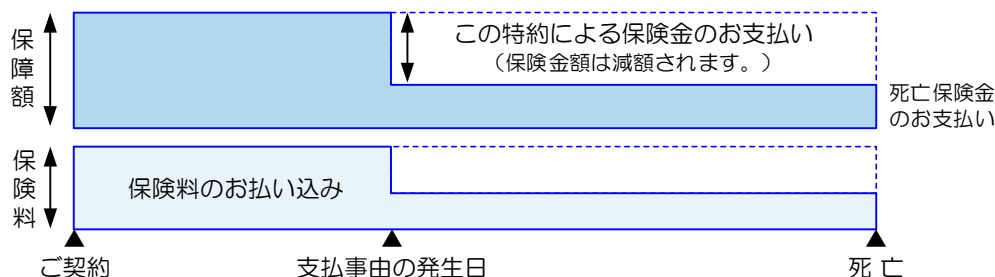 保障額
この特約による保険金のお支払い
（保険金額は減額されます。）
死亡保険金
のお支払い
保険料
保険料のお払い込み
ご契約
支払事由の発生日
死 亡